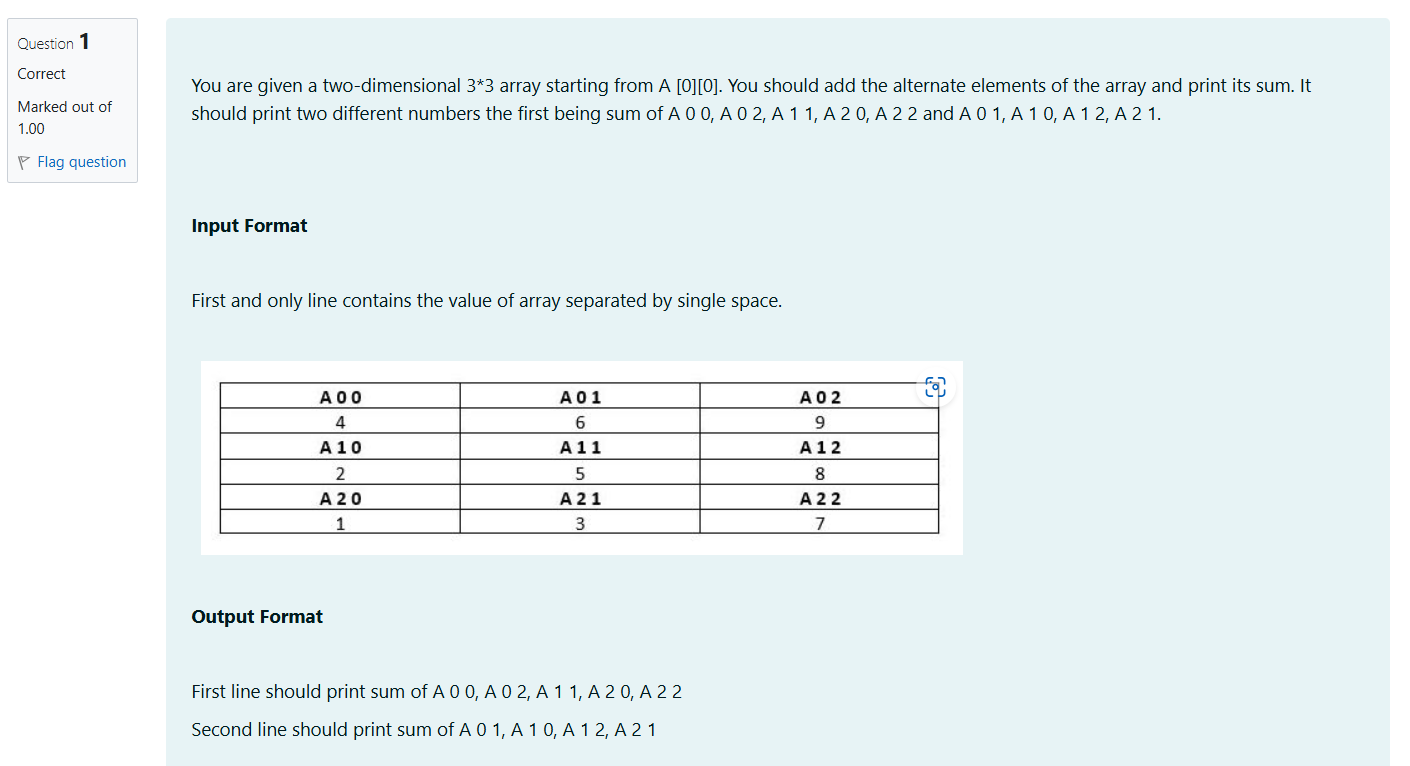 Question 1
Correct
Marked out of
1.00
Flag question
You are given a two-dimensional 3*3 array starting from A [0][0]. You should add the alternate elements of the array and print its sum. It
should print two different numbers the first being sum of A 0 0, A 0 2, A 1 1, A 2 0, A 2 2 and A 0 1, A 1 0, A 1 2, A 2 1.
Input Format
First and only line contains the value of array separated by single space.
A 0 0 A 0 1 A 0 2
4 6 9
A 1 0 A 1 1 A 1 2
2 5 8
A 2 0 A 2 1 A 2 2
1 3 7
Output Format
First line should print sum of A 0 0, A 0 2, A 1 1, A 2 0, A 2 2
Second line should print sum of A 0 1, A 1 0, A 1 2, A 2 1